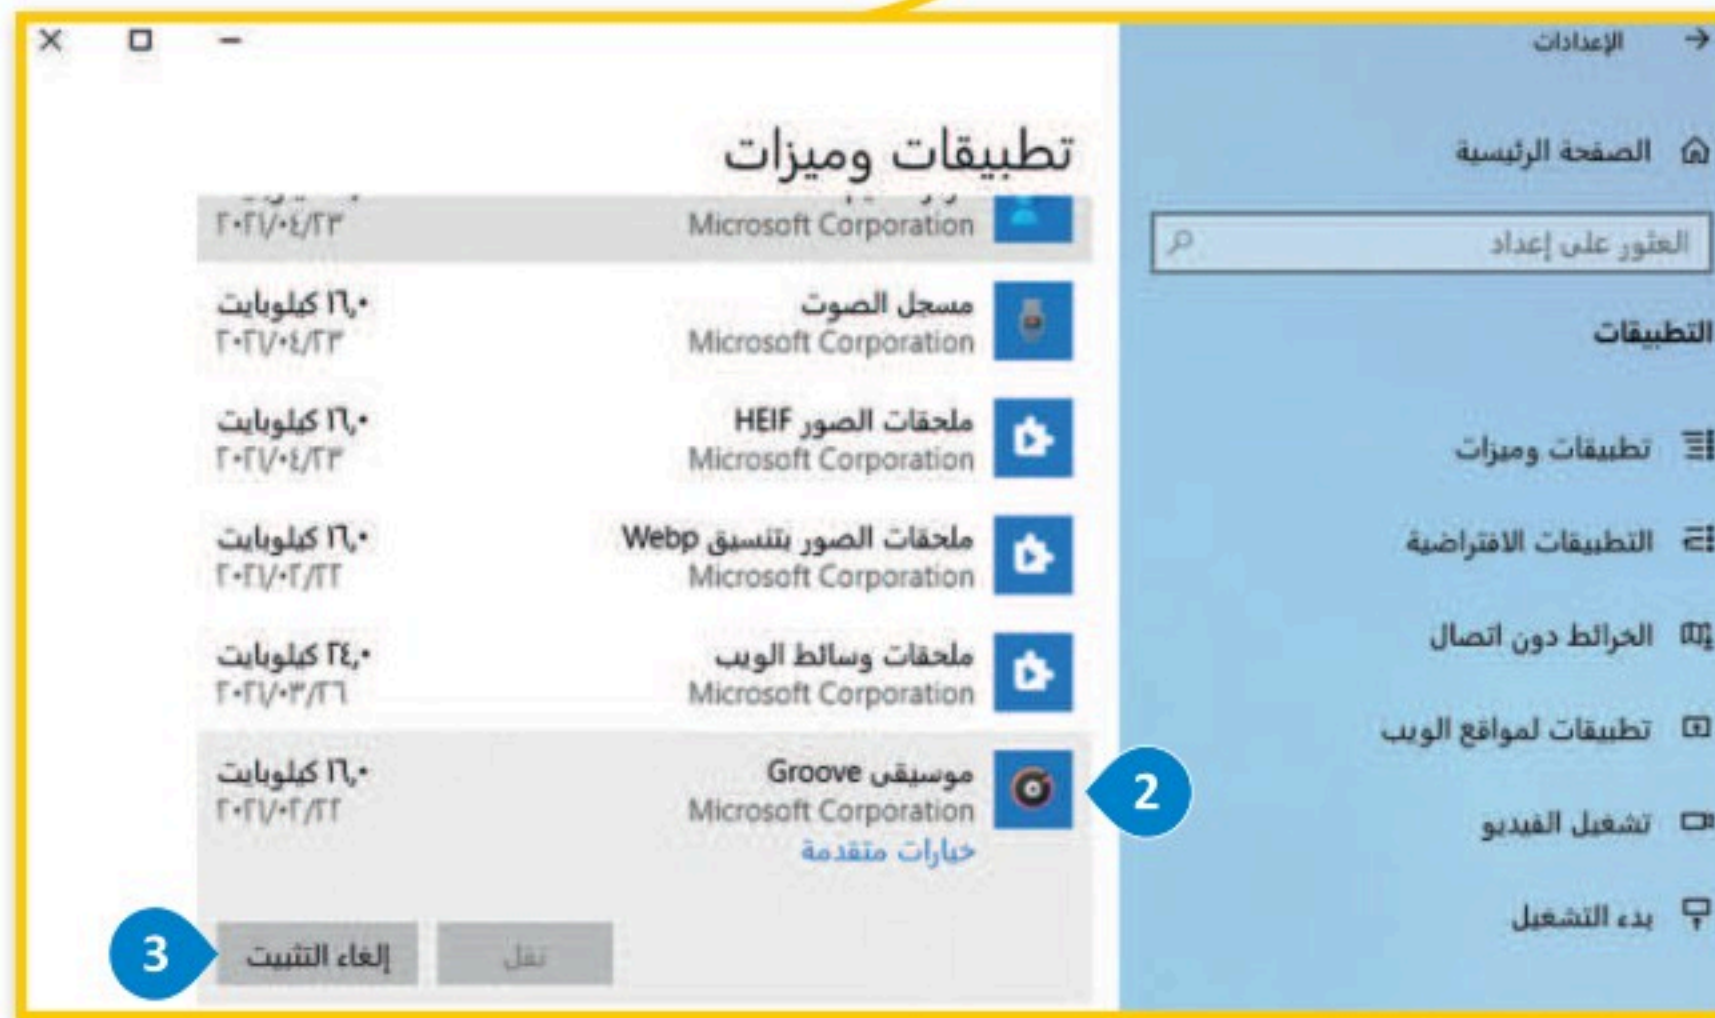 الإعدادات
الصفحة الرئيسية
العثور على إعداد
التطبيقات
تطبيقات وميزات
التطبيقات الافتراضية
الخرائط دون اتصال
تطبيقات لمواقع الويب
تشغيل الفيديو
بدء التشغيل
تطبيقات وميزات
Microsoft Corporation ٢٠٢١/٠٤/٢٣
مسجل الصوت ١٦,٠ كيلوبايت
Microsoft Corporation ٢٠٢١/٠٤/٢٣
ملحقات الصور HEIF ١٦,٠ كيلوبايت
Microsoft Corporation ٢٠٢١/٠٤/٢٣
ملحقات الصور بتنسيق Webp ١٦,٠ كيلوبايت
Microsoft Corporation ٢٠٢١/٠٢/٢٢
ملحقات وسائط الويب ٢٤,٠ كيلوبايت
Microsoft Corporation ٢٠٢١/٠٣/٢٦
2
موسيقى Groove ١٦,٠ كيلوبايت
Microsoft Corporation ٢٠٢١/٠٢/٢٢
خيارات متقدمة
نقل إلغاء التثبيت
3